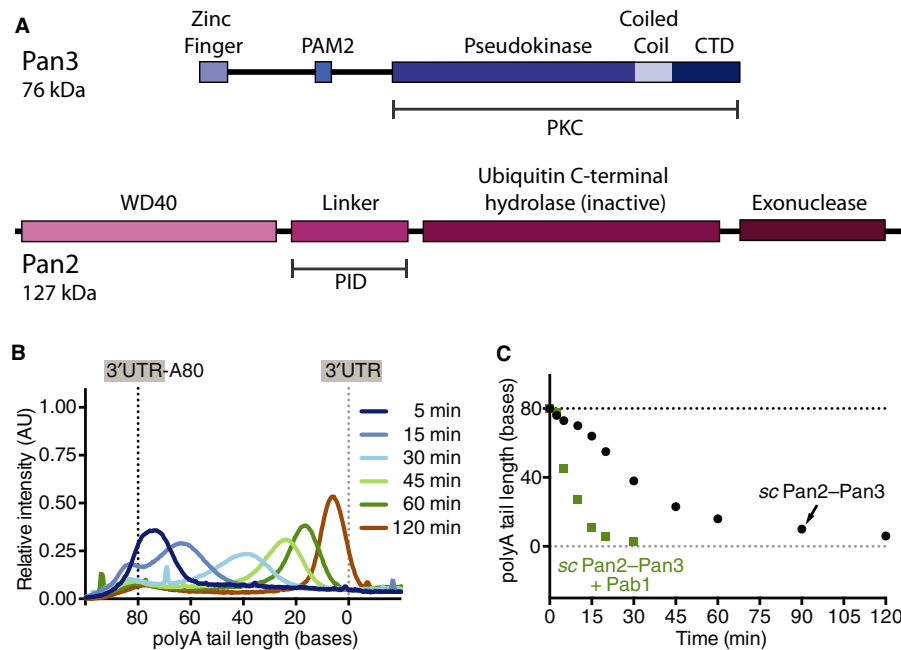 A
Zinc
Finger
PAM2
Pseudokinase
Coiled
Coil
CTD
Pan3
76 kDa
PKC
WD40
Linker
Ubiquitin C-terminal
hydrolase (inactive)
Exonuclease
Pan2
127 kDa
PID
B
3′UTR-A80
3′UTR
Relative intensity (AU)
1.00
0.75
0.50
0.25
0.00
5 min
15 min
30 min
45 min
60 min
120 min
80 60 40 20 0
polyA tail length (bases)
C
polyA tail length (bases)
80
40
0
sc Pan2–Pan3
sc Pan2–Pan3
+ Pab1
0 15 30 45 60 75 90 105 120
Time (min)